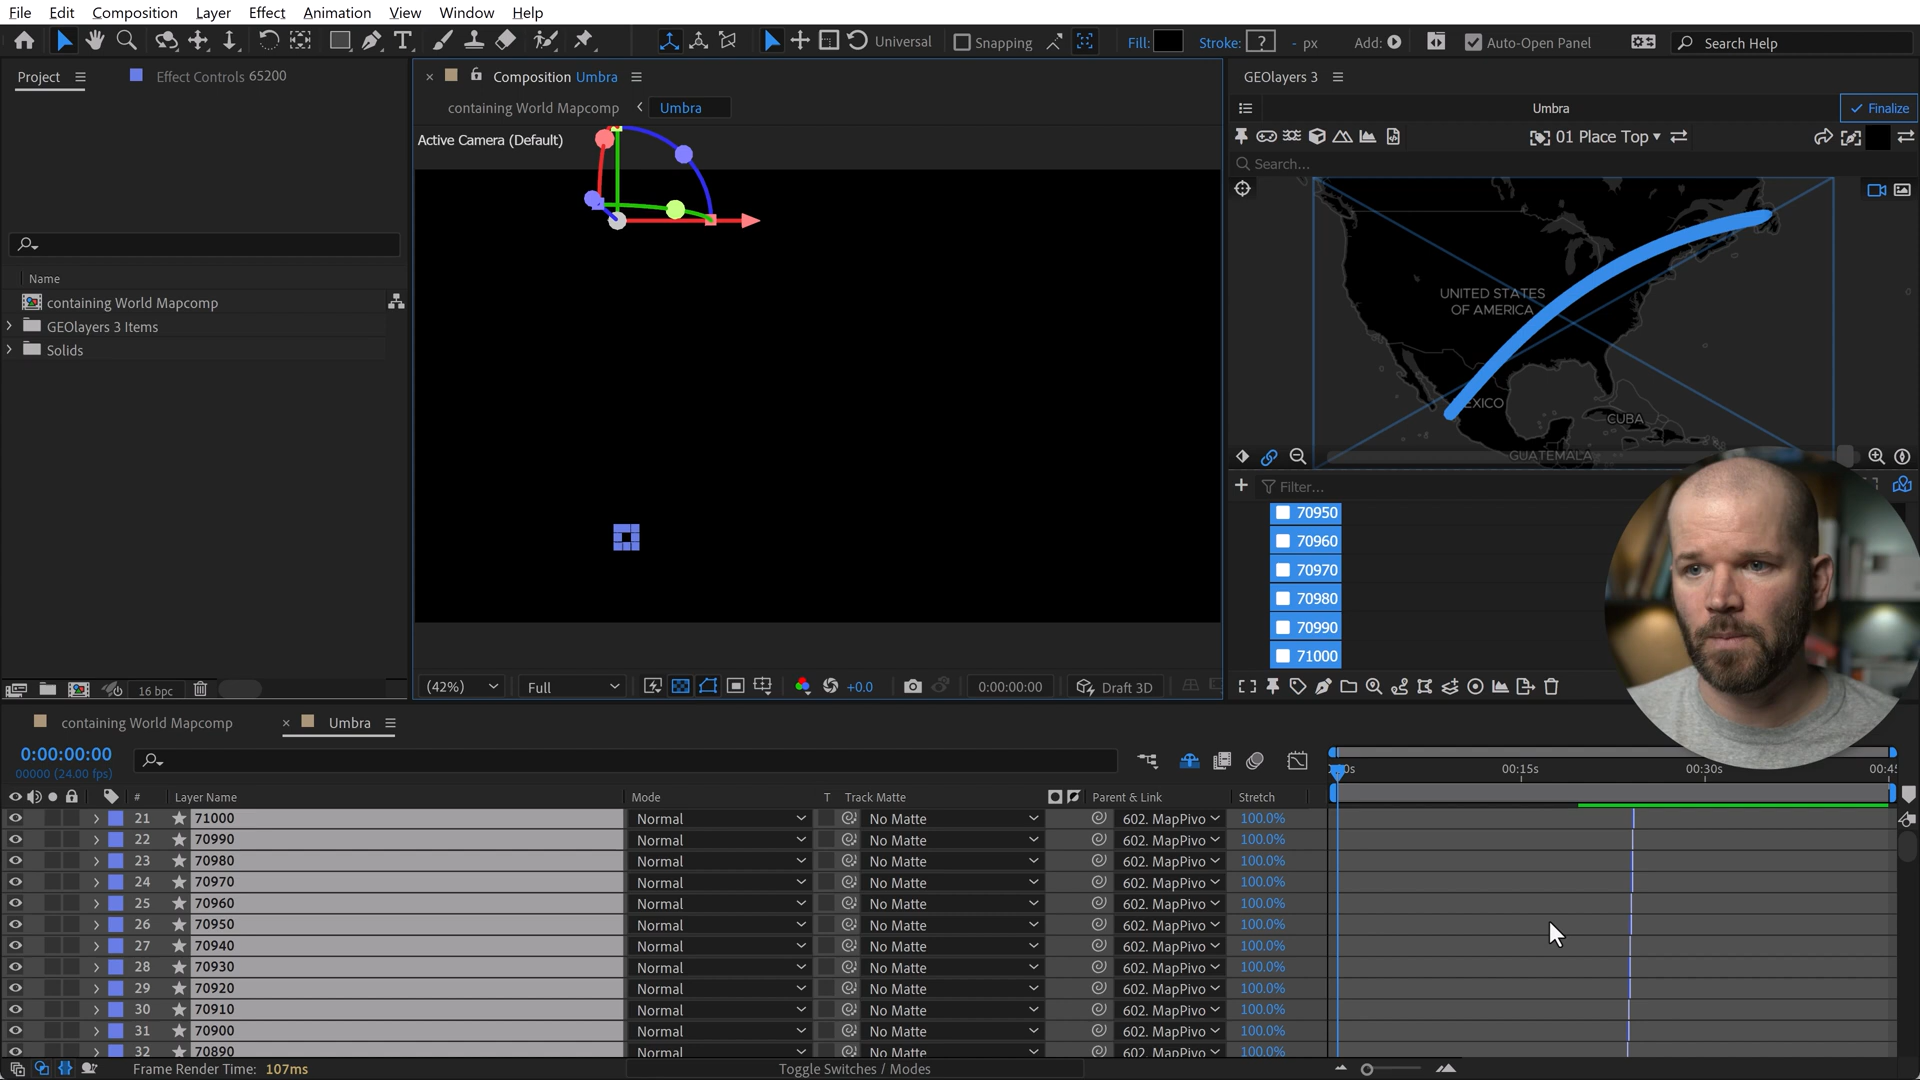 File Edit Composition Layer Effect Animation View Window Help
Universal Snapping Fill: Stroke: ? - px Add: Auto-Open Panel Search Help
Project Effect Controls 65200
Name
containing World Mapcomp
GEOlayers 3 Items
Solids
16 bpc
Composition Umbra
containing World Mapcomp Umbra
Active Camera (Default)
(42%) Full +0.0 0:00:00:00 Draft 3D
GEOlayers 3
Umbra Finalize
01 Place Top
Search...
UNITED STATES
OF AMERICA
EXICO
CUBA
GUATEMALA
Filter...
70950
70960
70970
70980
70990
71000
containing World Mapcomp Umbra
0:00:00:00
00000 (24.00 fps)
00:15s 00:30s 00:45
# Layer Name Mode T Track Matte Parent & Link Stretch
21 71000 Normal No Matte 602. MapPivo 100.0%
22 70990 Normal No Matte 602. MapPivo 100.0%
23 70980 Normal No Matte 602. MapPivo 100.0%
24 70970 Normal No Matte 602. MapPivo 100.0%
25 70960 Normal No Matte 602. MapPivo 100.0%
26 70950 Normal No Matte 602. MapPivo 100.0%
27 70940 Normal No Matte 602. MapPivo 100.0%
28 70930 Normal No Matte 602. MapPivo 100.0%
29 70920 Normal No Matte 602. MapPivo 100.0%
30 70910 Normal No Matte 602. MapPivo 100.0%
31 70900 Normal No Matte 602. MapPivo 100.0%
32 70890 Normal No Matte 602. MapPivo 100.0%
Frame Render Time: 107ms Toggle Switches / Modes